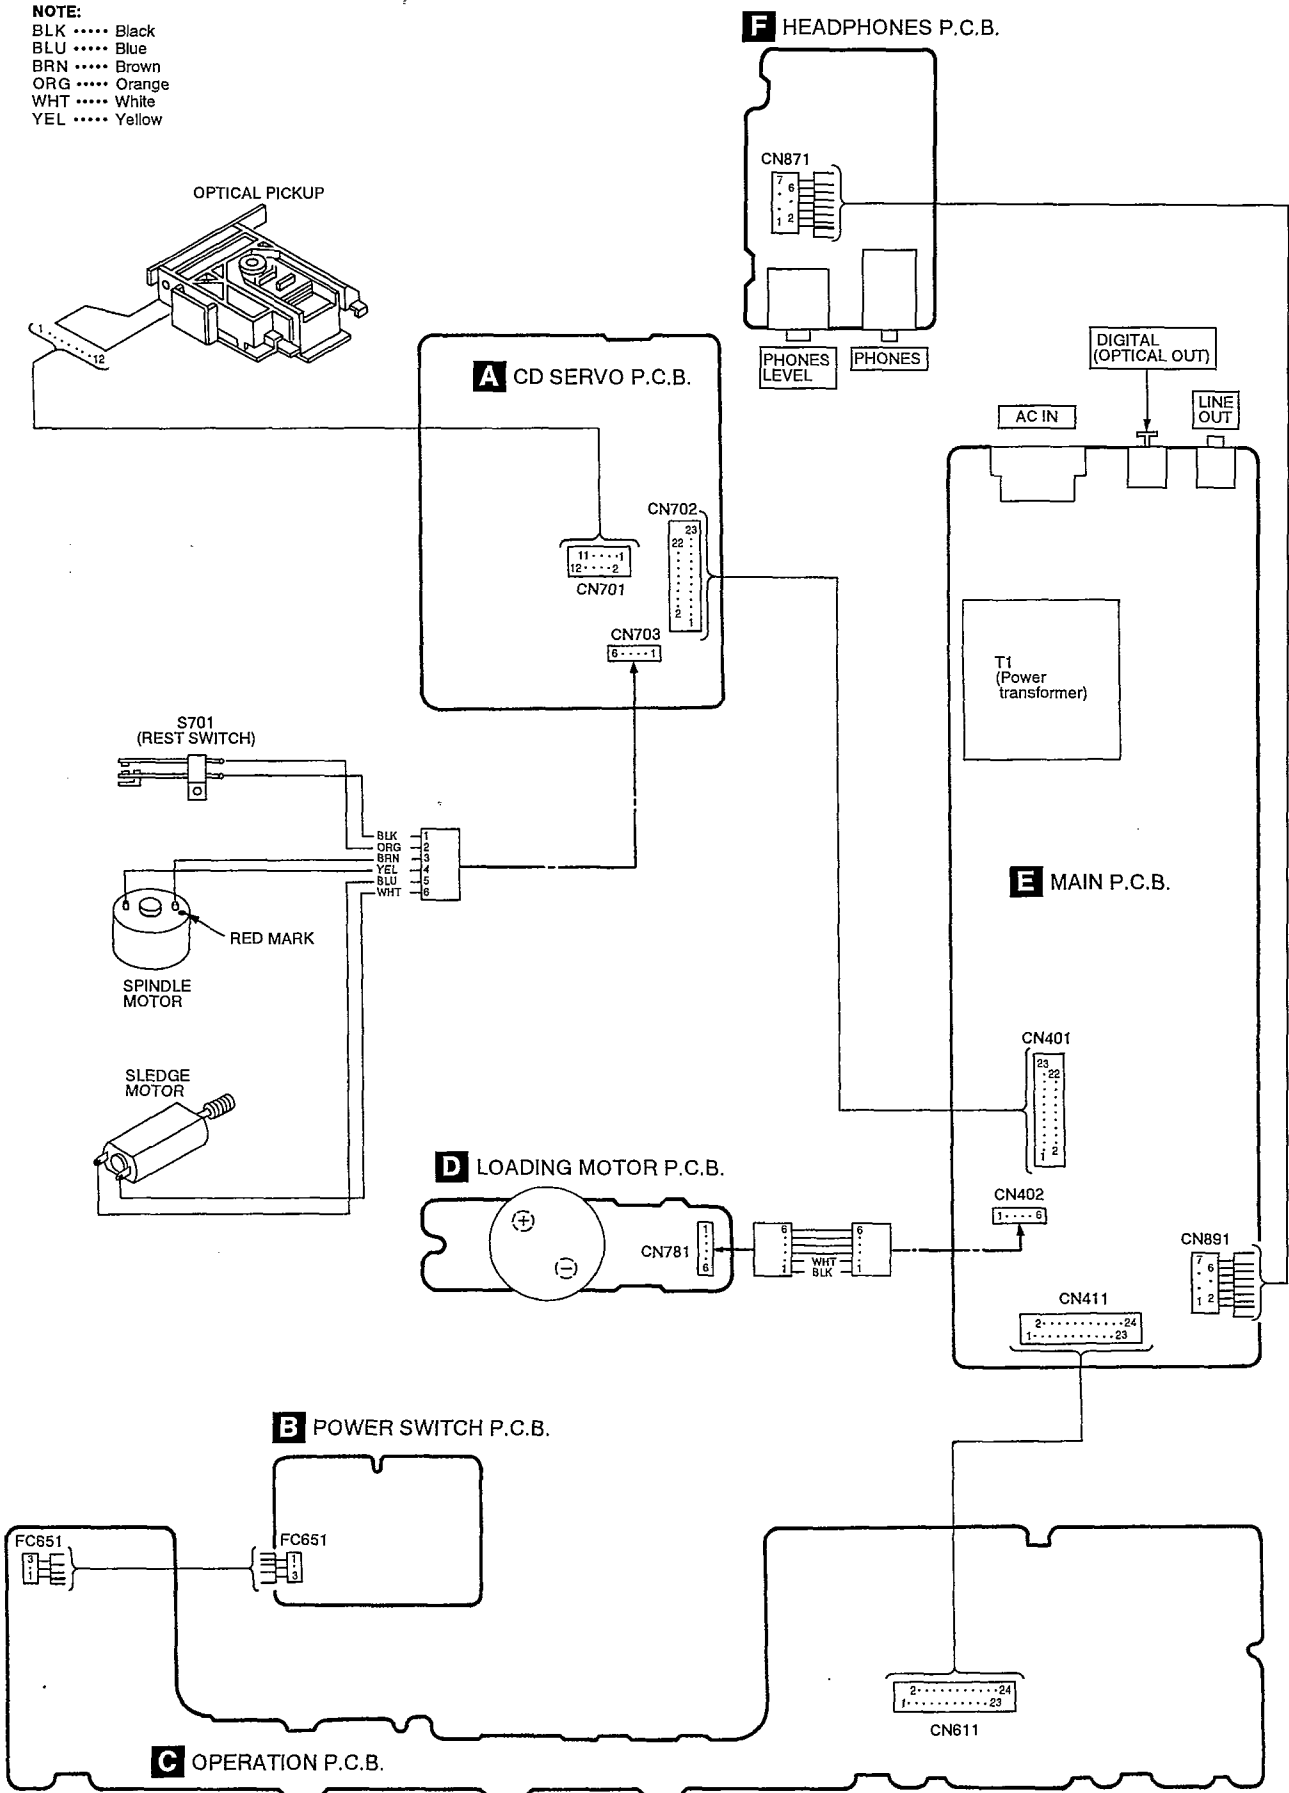 NOTE:
BLK ····· Black
BLU ····· Blue
BRN ····· Brown
ORG ····· Orange
WHT ····· White
YEL ····· Yellow
F HEADPHONES P.C.B.
CN871
7
6
1 2
PHONES
LEVEL
PHONES
OPTICAL PICKUP
1
12
A CD SERVO P.C.B.
CN702
23
22
2
1
11····1
12····2
CN701
CN703
6····1
DIGITAL
(OPTICAL OUT)
AC IN
LINE
OUT
T1
(Power
transformer)
E MAIN P.C.B.
S701
(REST SWITCH)
BLK 1
ORG 2
BRN 3
YEL 4
BLU 5
WHT 6
RED MARK
SPINDLE
MOTOR
SLEDGE
MOTOR
CN401
23
22
2
1
CN402
1····6
D LOADING MOTOR P.C.B.
+
−
CN781
1
6
6
1
WHT
BLK
6
1
CN891
7
6
1 2
CN411
2···········24
1···········23
B POWER SWITCH P.C.B.
FC651
3
1
FC651
1
3
2···········24
1···········23
CN611
C OPERATION P.C.B.